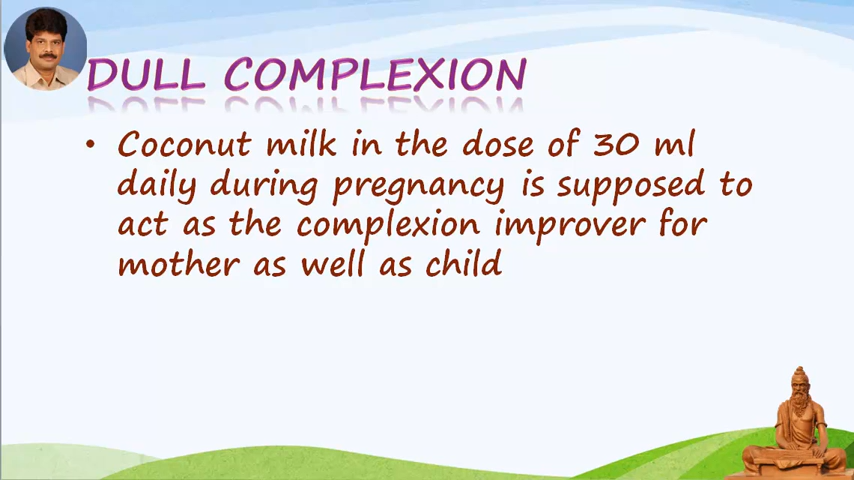 DULL COMPLEXION
• Coconut milk in the dose of 30 ml
daily during pregnancy is supposed to
act as the complexion improver for
mother as well as child